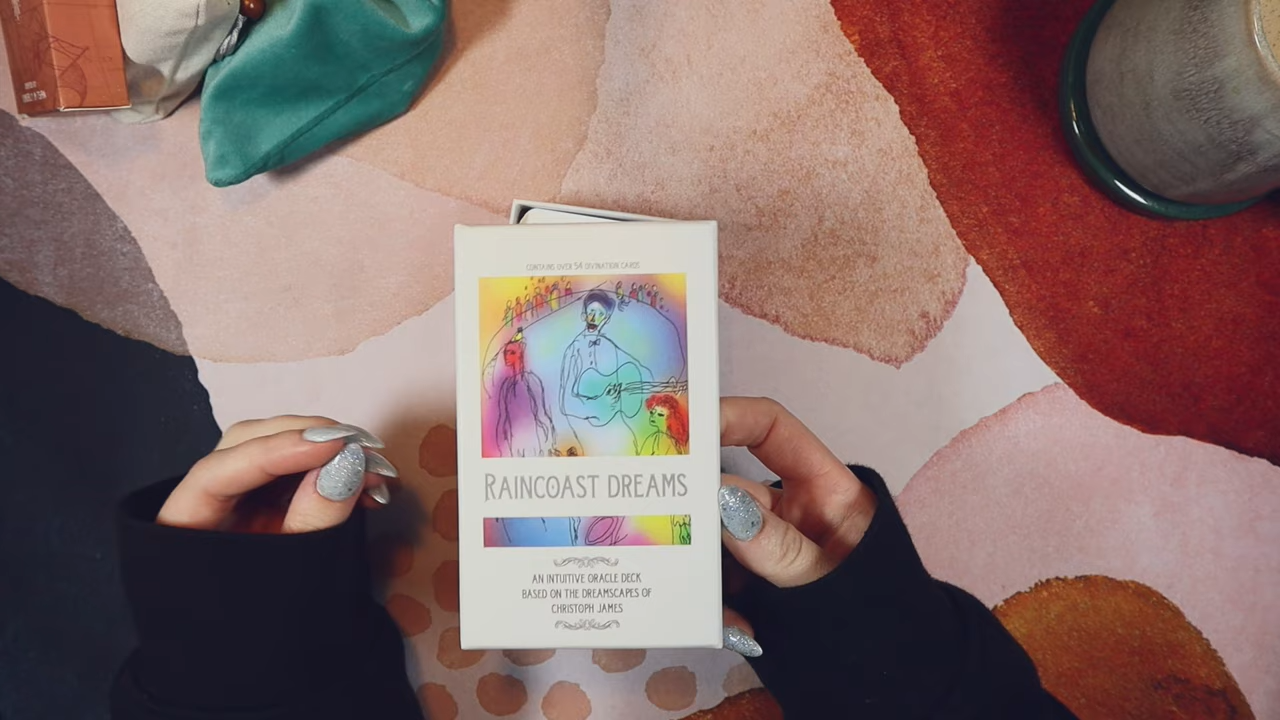 CONTAINS OVER 54 DIVINATION CARDS
RAINCOAST DREAMS
AN INTUITIVE ORACLE DECK
BASED ON THE DREAMSCAPES OF
CHRISTOPH JAMES